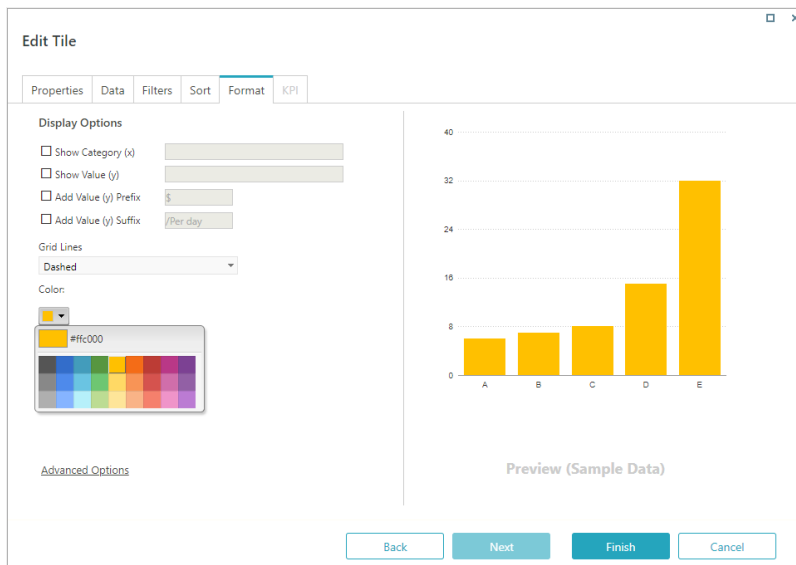 Edit Tile
Properties Data Filters Sort Format KPI
Display Options
Show Category (x)
Show Value (y)
Add Value (y) Prefix $
Add Value (y) Suffix /Per day
Grid Lines
Dashed
Color:
#ffc000
Advanced Options
40
32
24
16
8
0
A B C D E
Preview (Sample Data)
Back Next Finish Cancel